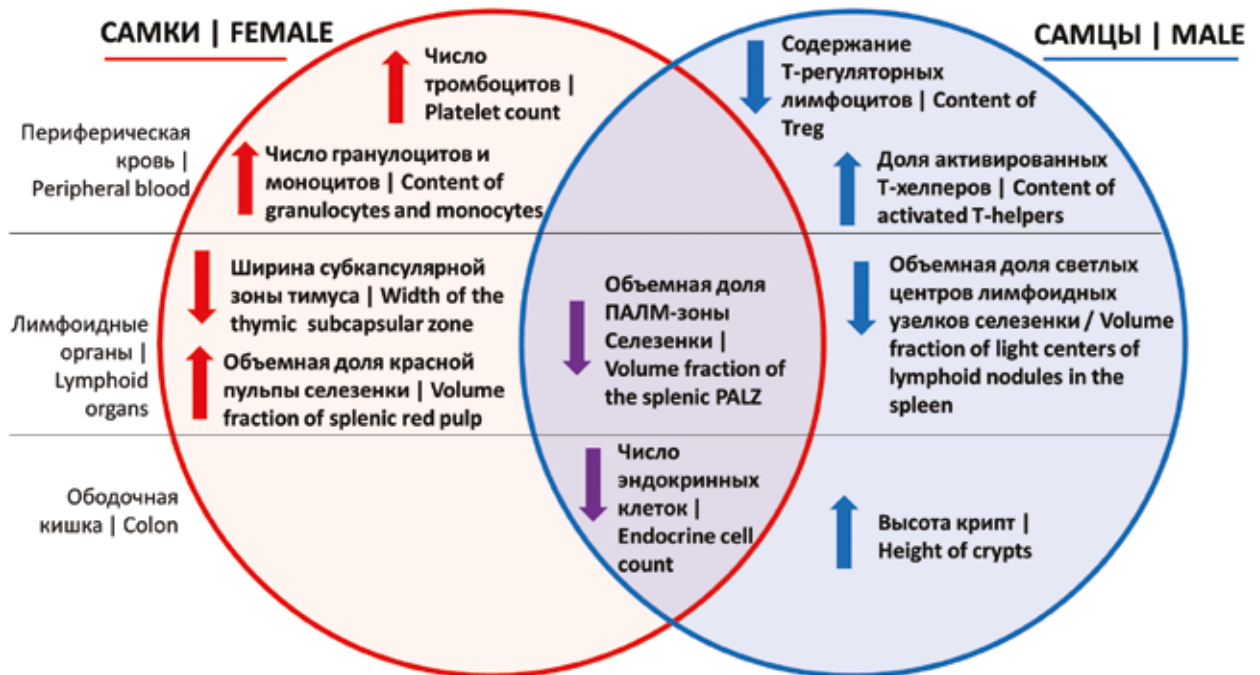 САМКИ | FEMALE
САМЦЫ | MALE
Периферическая
кровь |
Peripheral blood
Число
тромбоцитов |
Platelet count
Число гранулоцитов и
моноцитов | Content of
granulocytes and monocytes
Содержание
Т-регуляторных
лимфоцитов | Content of
Treg
Доля активированных
Т-хелперов | Content of
activated T-helpers
Лимфоидные
органы |
Lymphoid
organs
Ширина субкапсулярной
зоны тимуса | Width of the
thymic subcapsular zone
Объемная доля красной
пульпы селезенки | Volume
fraction of splenic red pulp
Объемная доля
ПАЛМ-зоны
Селезенки |
Volume fraction of
the splenic PALZ
Объемная доля светлых
центров лимфоидных
узелков селезенки / Volume
fraction of light centers of
lymphoid nodules in the
spleen
Ободочная
кишка | Colon
Число
эндокринных
клеток |
Endocrine cell
count
Высота крипт |
Height of crypts